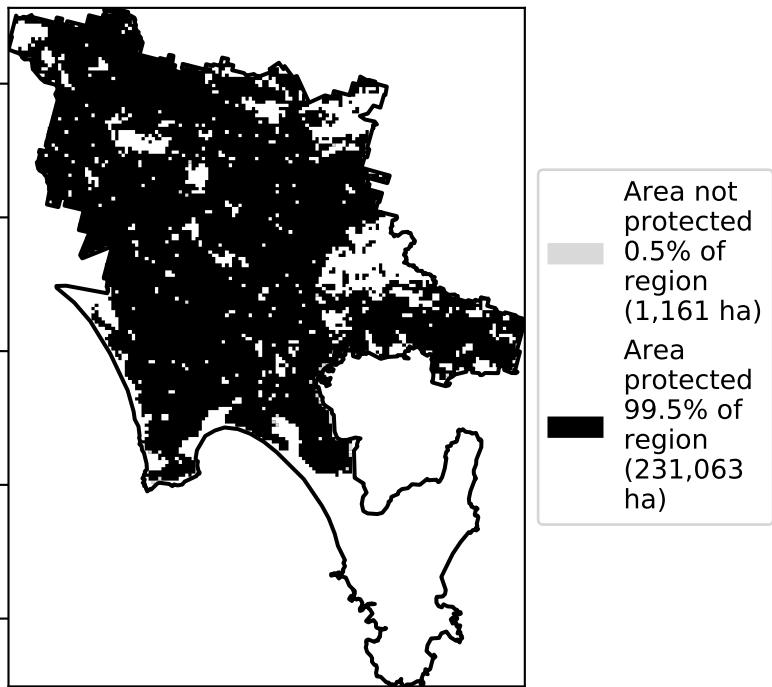 Area not
protected
0.5% of
region
(1,161 ha)
Area
protected
99.5% of
region
(231,063
ha)